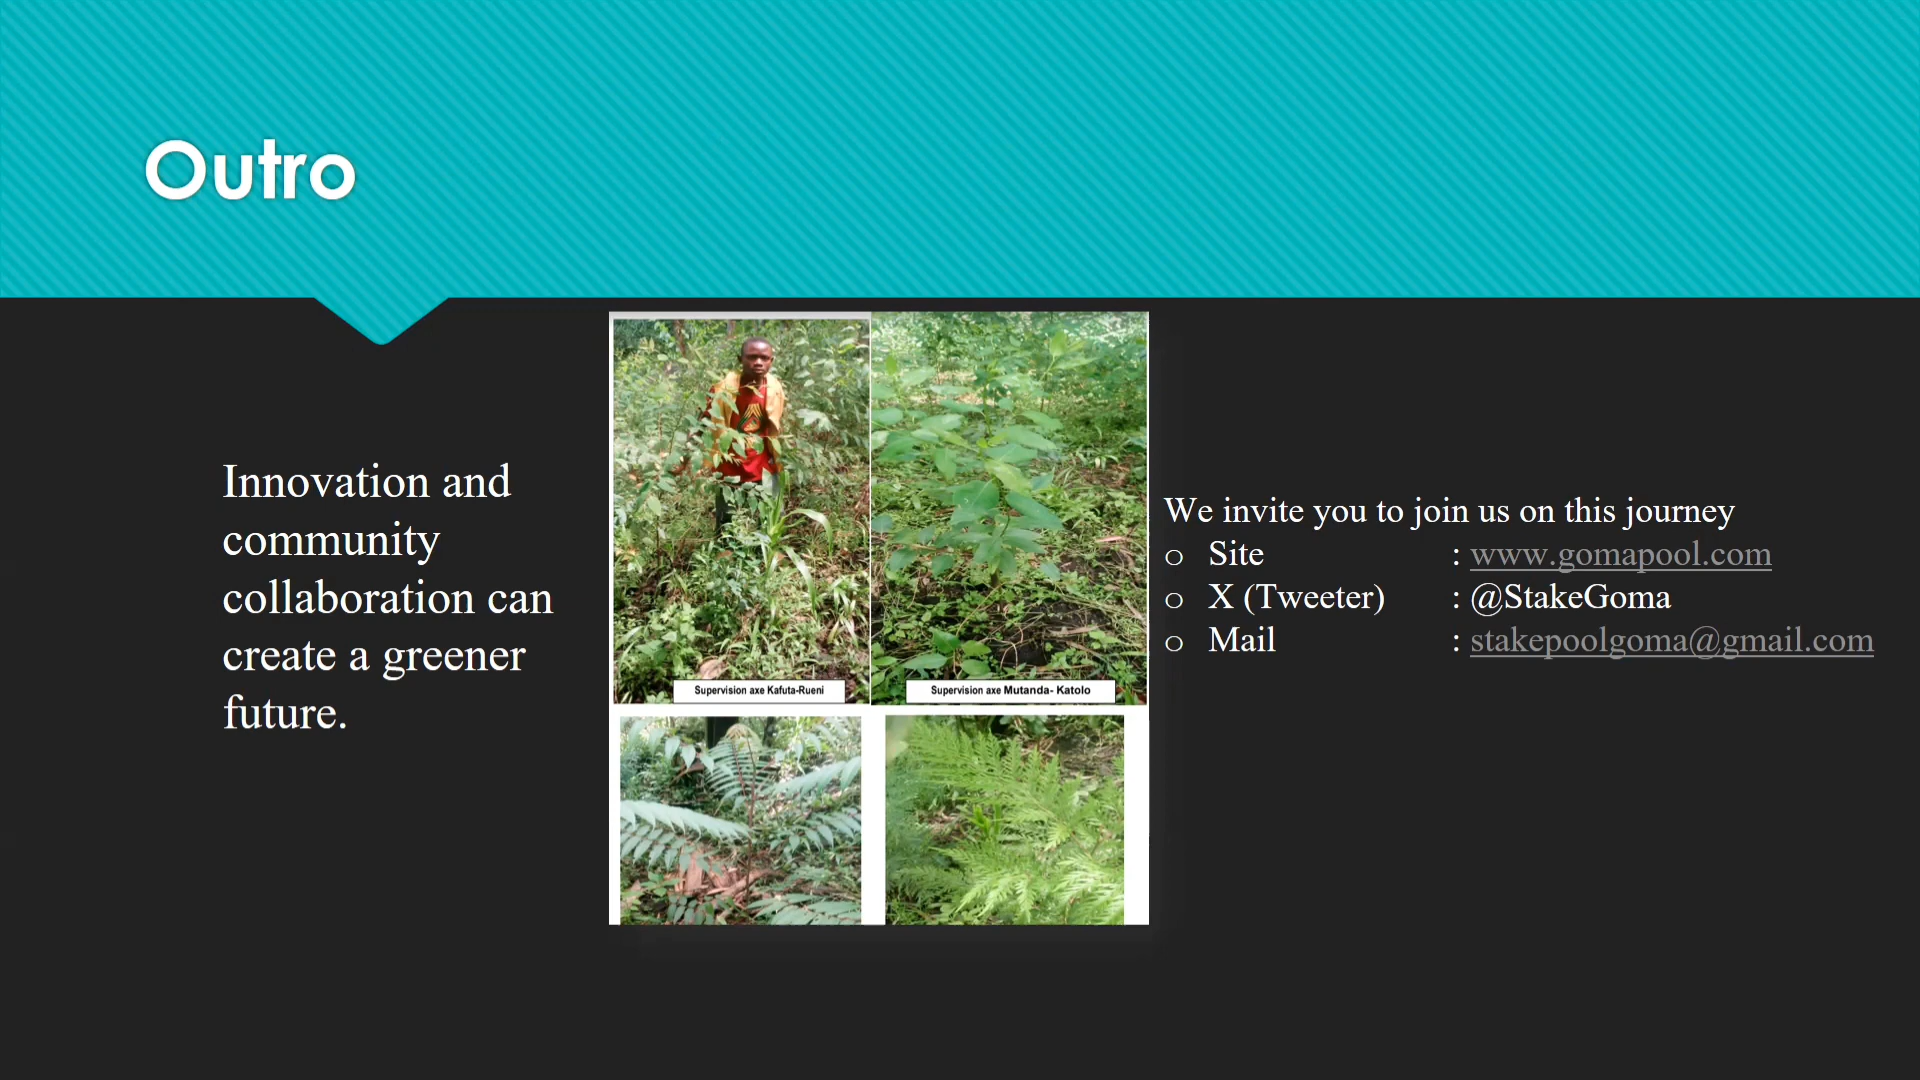 Outro
Innovation and
community
collaboration can
create a greener
future.
Supervision axe Kafuta-Rueni
Supervision axe Mutanda- Katolo
We invite you to join us on this journey
o Site : www.gomapool.com
o X (Tweeter) : @StakeGoma
o Mail : stakepoolgoma@gmail.com